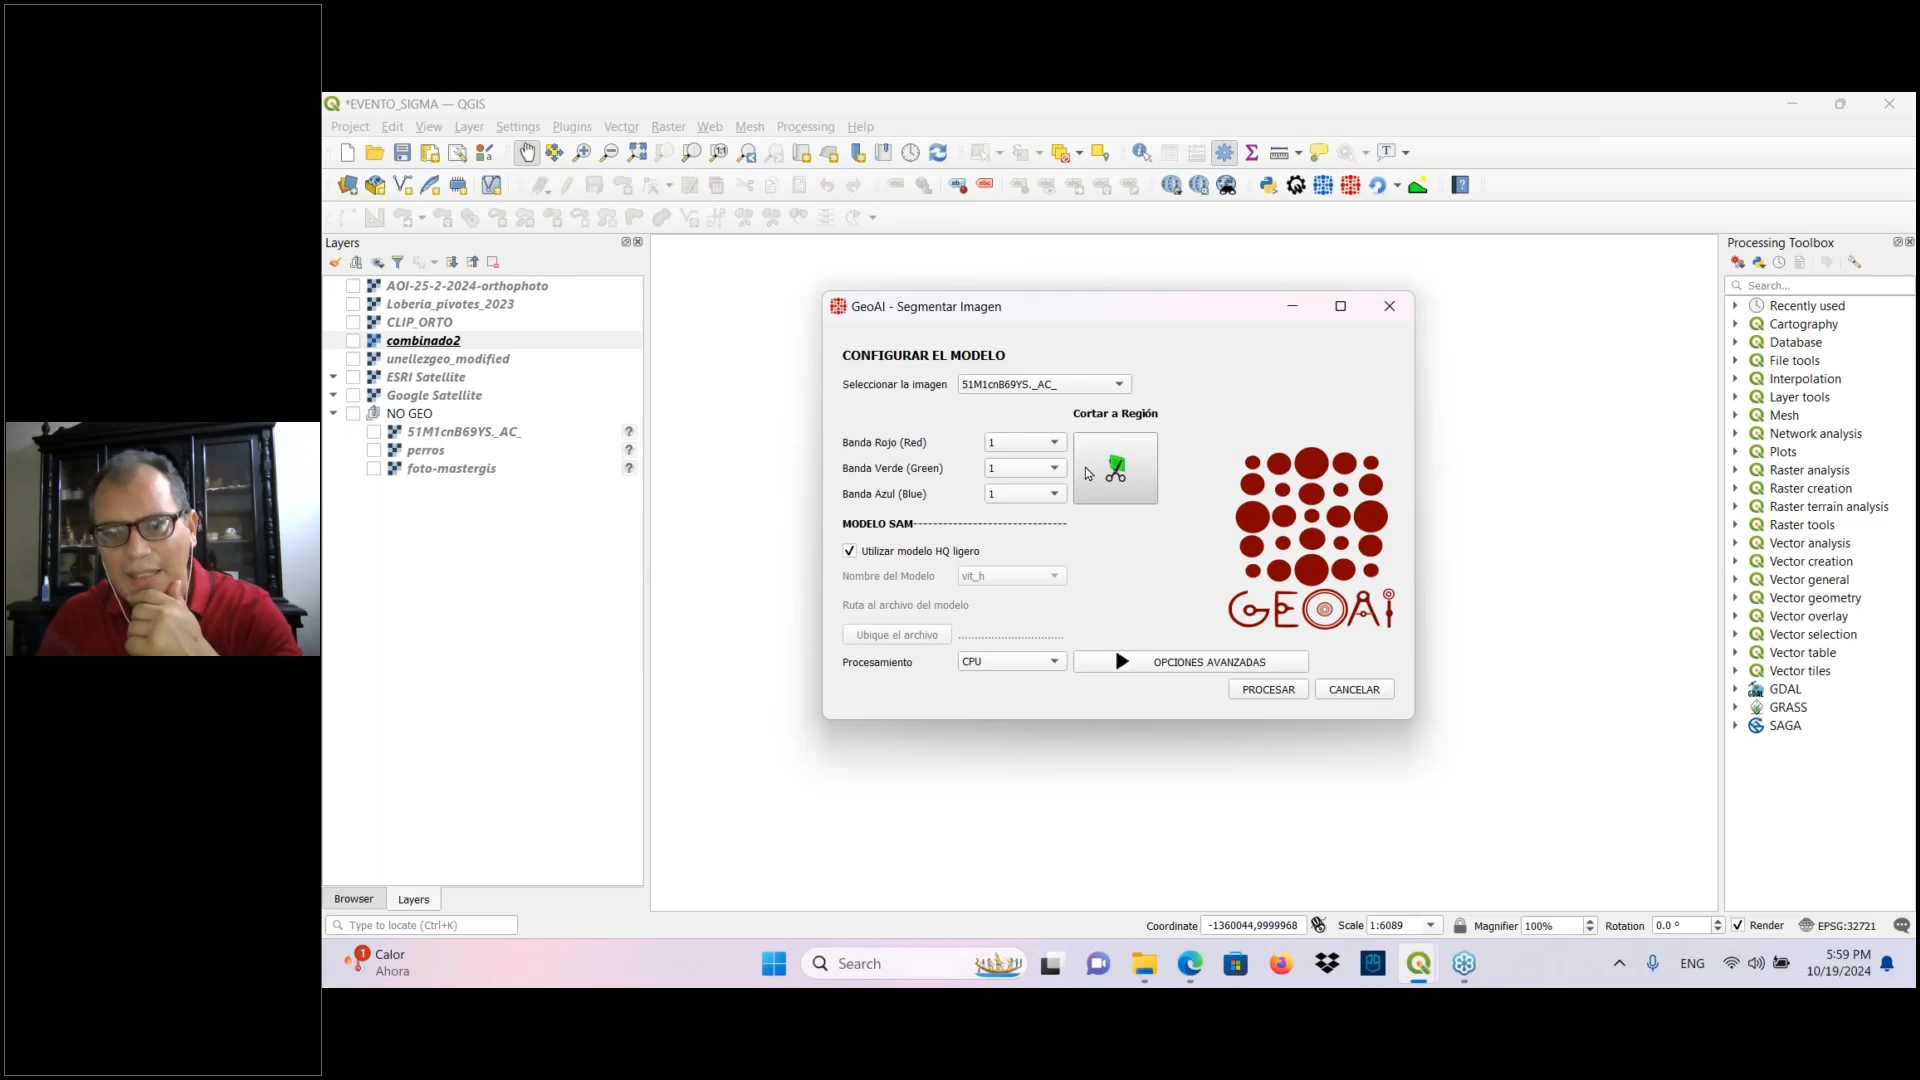 *EVENTO_SIGMA — QGIS
Project Edit View Layer Settings Plugins Vector Raster Web Mesh Processing Help
Layers
AOI-25-2-2024-orthophoto
Loberia_pivotes_2023
CLIP_ORTO
combinado2
unellezgeo_modified
ESRI Satellite
Google Satellite
NO GEO
51M1cnB69YS._AC_ ?
perros ?
foto-mastergis ?
Browser Layers
Type to locate (Ctrl+K)
GeoAI - Segmentar Imagen
CONFIGURAR EL MODELO
Seleccionar la imagen 51M1cnB69YS._AC_
Cortar a Región
Banda Rojo (Red) 1
Banda Verde (Green) 1
Banda Azul (Blue) 1
MODELO SAM------------------------------
Utilizar modelo HQ ligero
Nombre del Modelo vit_h
Ruta al archivo del modelo
Ubique el archivo ..............................
Procesamiento CPU OPCIONES AVANZADAS
PROCESAR CANCELAR
GEOAi
Processing Toolbox
Search...
Recently used
Cartography
Database
File tools
Interpolation
Layer tools
Mesh
Network analysis
Plots
Raster analysis
Raster creation
Raster terrain analysis
Raster tools
Vector analysis
Vector creation
Vector general
Vector geometry
Vector overlay
Vector selection
Vector table
Vector tiles
GDAL
GRASS
SAGA
Coordinate -1360044,9999968 Scale 1:6089 Magnifier 100% Rotation 0.0 ° Render EPSG:32721
1 Calor
Ahora
Search
ENG
5:59 PM
10/19/2024